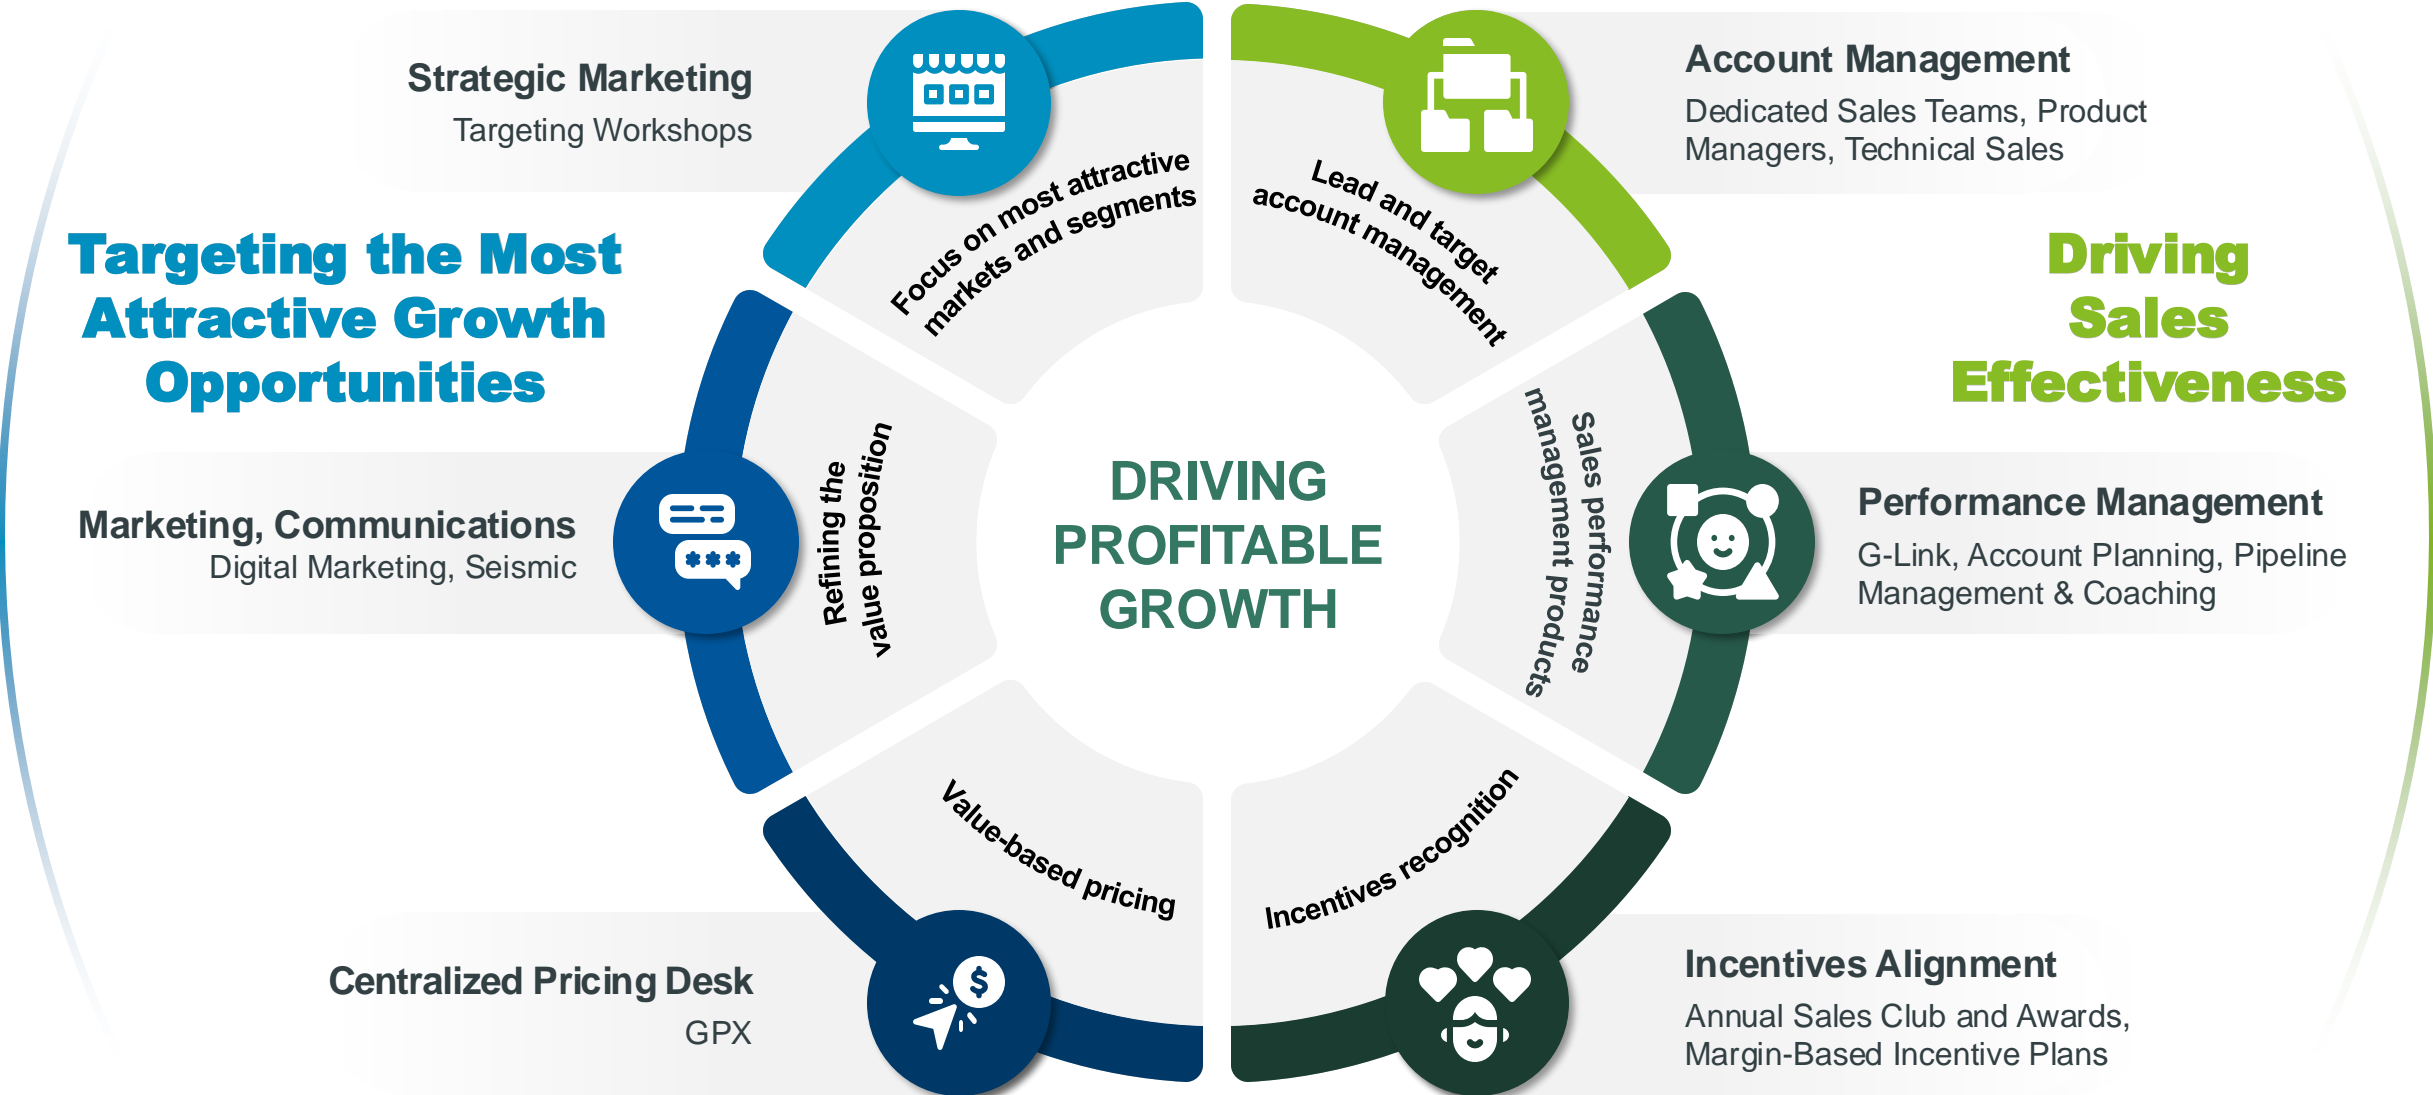 Strategic Marketing
Targeting Workshops
Targeting the Most
Attractive Growth
Opportunities
Marketing, Communications
Digital Marketing, Seismic
Centralized Pricing Desk
GPX
Focus on most attractive
markets and segments
Refining the
value proposition
Value-based pricing
DRIVING
PROFITABLE
GROWTH
Lead and target
account management
Sales performance
management products
Incentives recognition
Account Management
Dedicated Sales Teams, Product
Managers, Technical Sales
Driving
Sales
Effectiveness
Performance Management
G-Link, Account Planning, Pipeline
Management & Coaching
Incentives Alignment
Annual Sales Club and Awards,
Margin-Based Incentive Plans
$